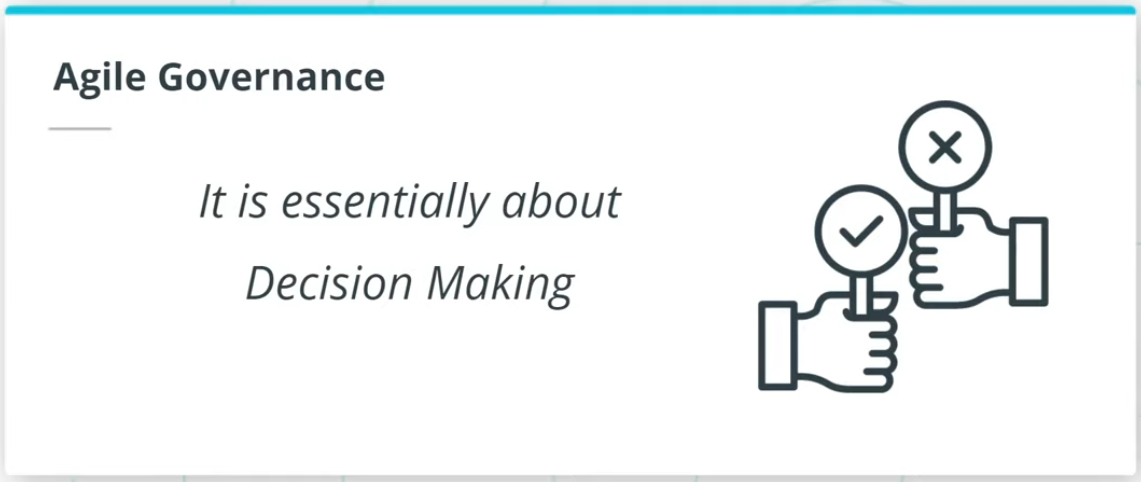 Agile Governance
It is essentially about
Decision Making